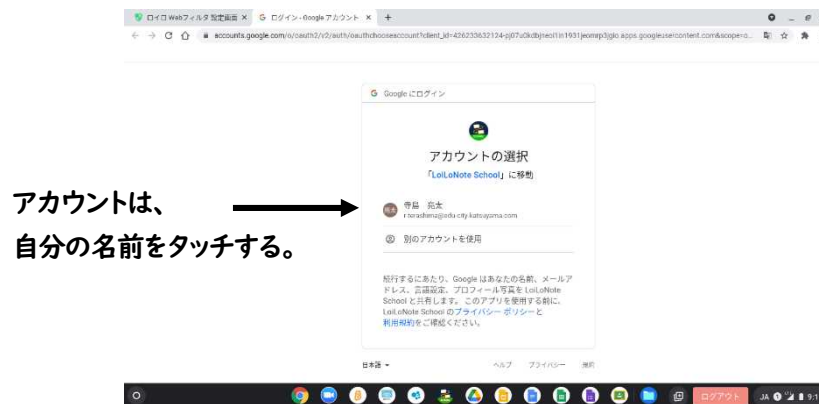 ロイロ Webフィルタ 設定画面
ログイン - Google アカウント
Google にログイン
アカウントの選択
「LoiLoNote School」に移動
アカウントは、
自分の名前をタッチする。
寺島 亮太
別のアカウントを使用
続行するにあたり、Google はあなたの名前、メールア
ドレス、言語設定、プロフィール写真を LoiLoNote
School と共有します。このアプリを使用する前に、
LoiLoNote School のプライバシー ポリシーと
利用規約をご確認ください。
日本語
ヘルプ プライバシー 規約
ログアウト
JA